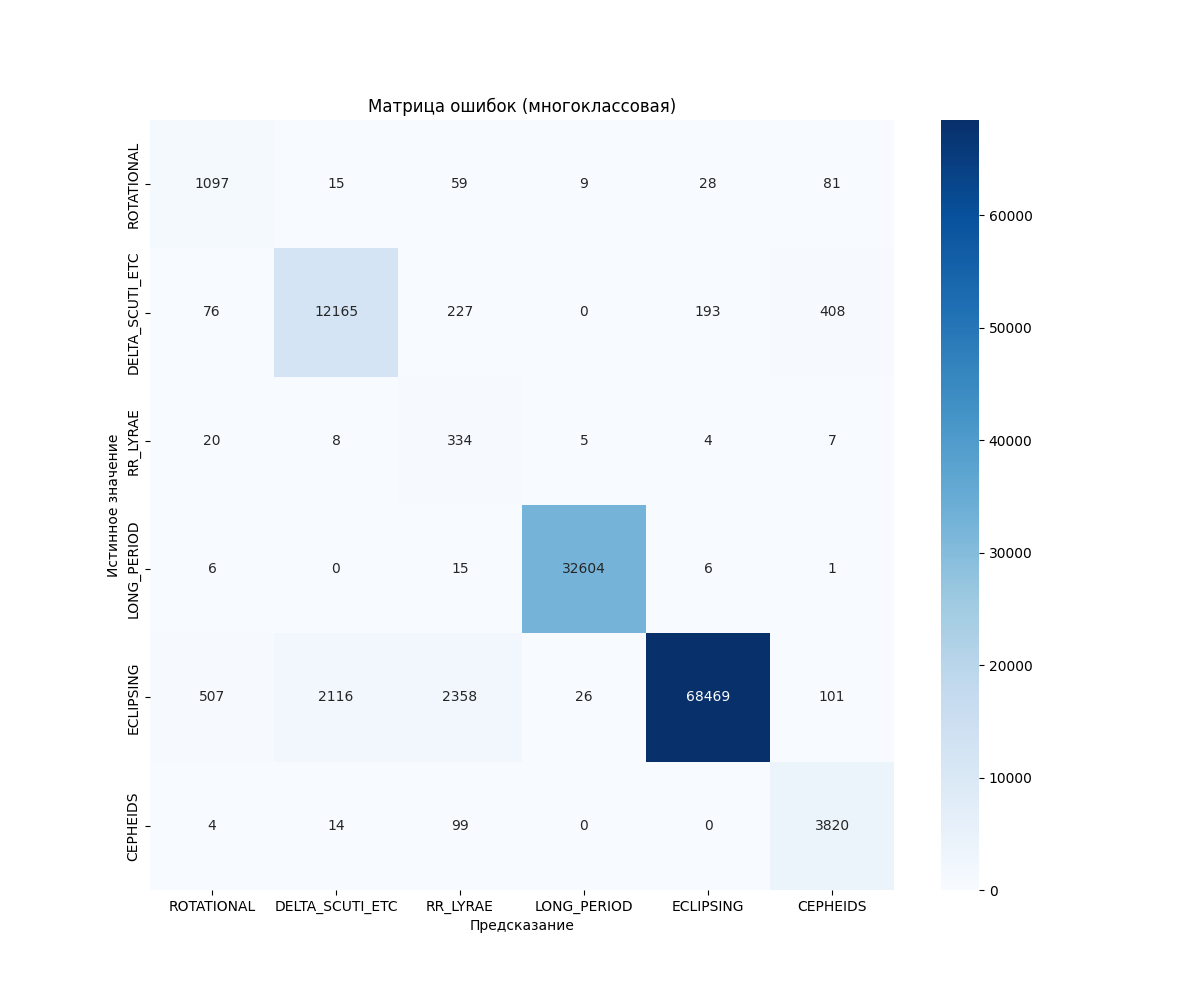 Матрица ошибок (многоклассовая)
Истинное значение
ROTATIONAL 1097 15 59 9 28 81
DELTA_SCUTI_ETC 76 12165 227 0 193 408
RR_LYRAE 20 8 334 5 4 7
LONG_PERIOD 6 0 15 32604 6 1
ECLIPSING 507 2116 2358 26 68469 101
CEPHEIDS 4 14 99 0 0 3820
ROTATIONAL DELTA_SCUTI_ETC RR_LYRAE LONG_PERIOD ECLIPSING CEPHEIDS
Предсказание
60000
50000
40000
30000
20000
10000
0